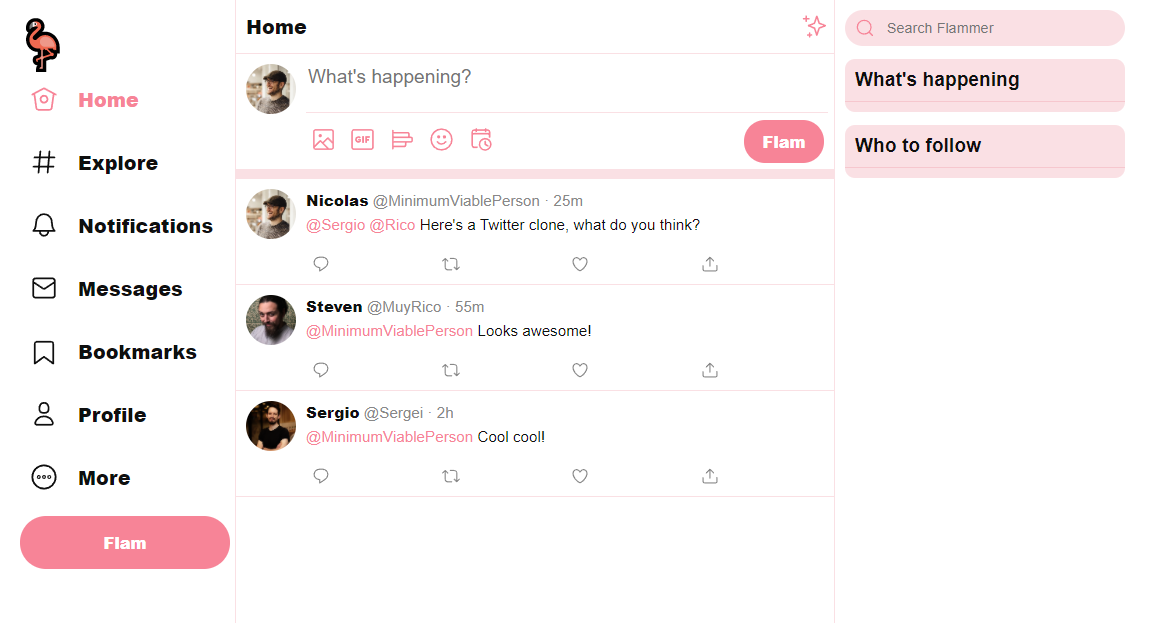 Home
Explore
Notifications
Messages
Bookmarks
Profile
More
Flam
Home
What's happening?
GIF
Flam
Nicolas @MinimumViablePerson · 25m
@Sergio @Rico Here's a Twitter clone, what do you think?
Steven @MuyRico · 55m
@MinimumViablePerson Looks awesome!
Sergio @Sergei · 2h
@MinimumViablePerson Cool cool!
Search Flammer
What's happening
Who to follow